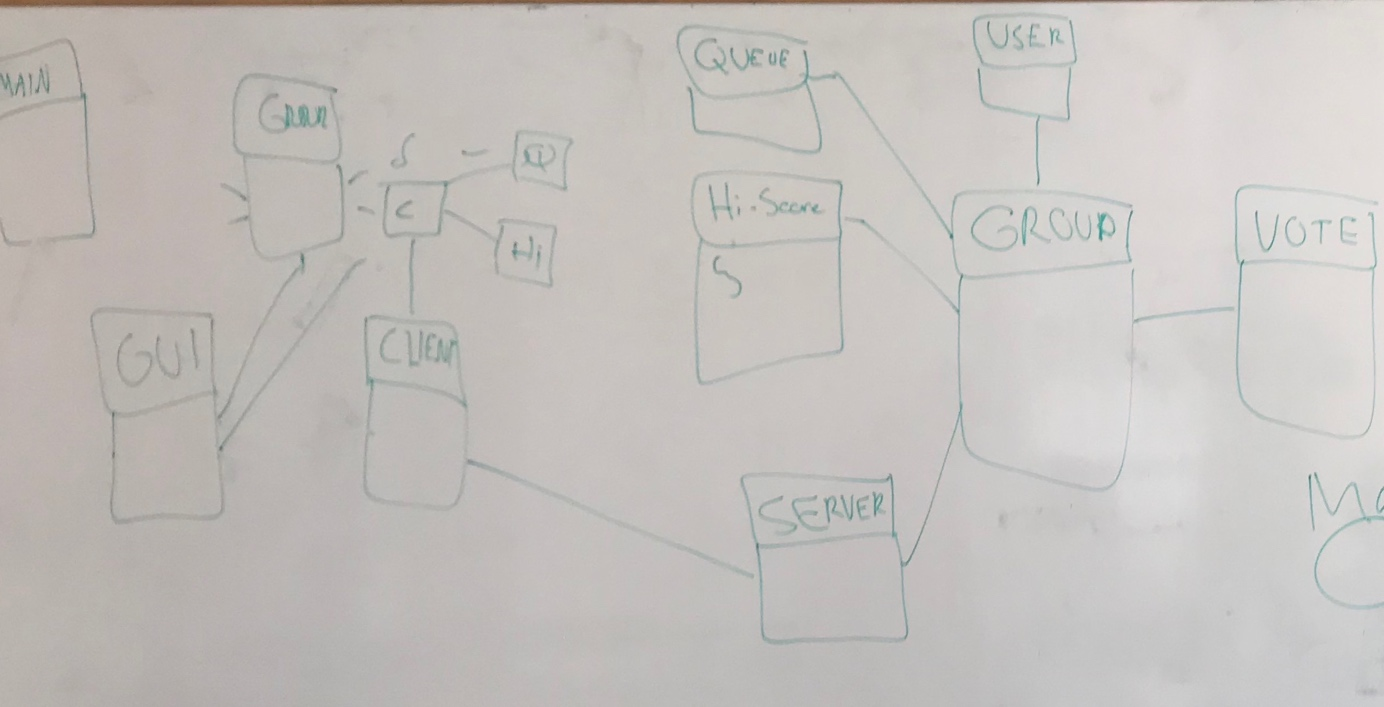 MAIN
QUEUE
USER
S
C
Hi
Hi-Score
S
GROUP
VOTE
GUI
CLIENT
SERVER